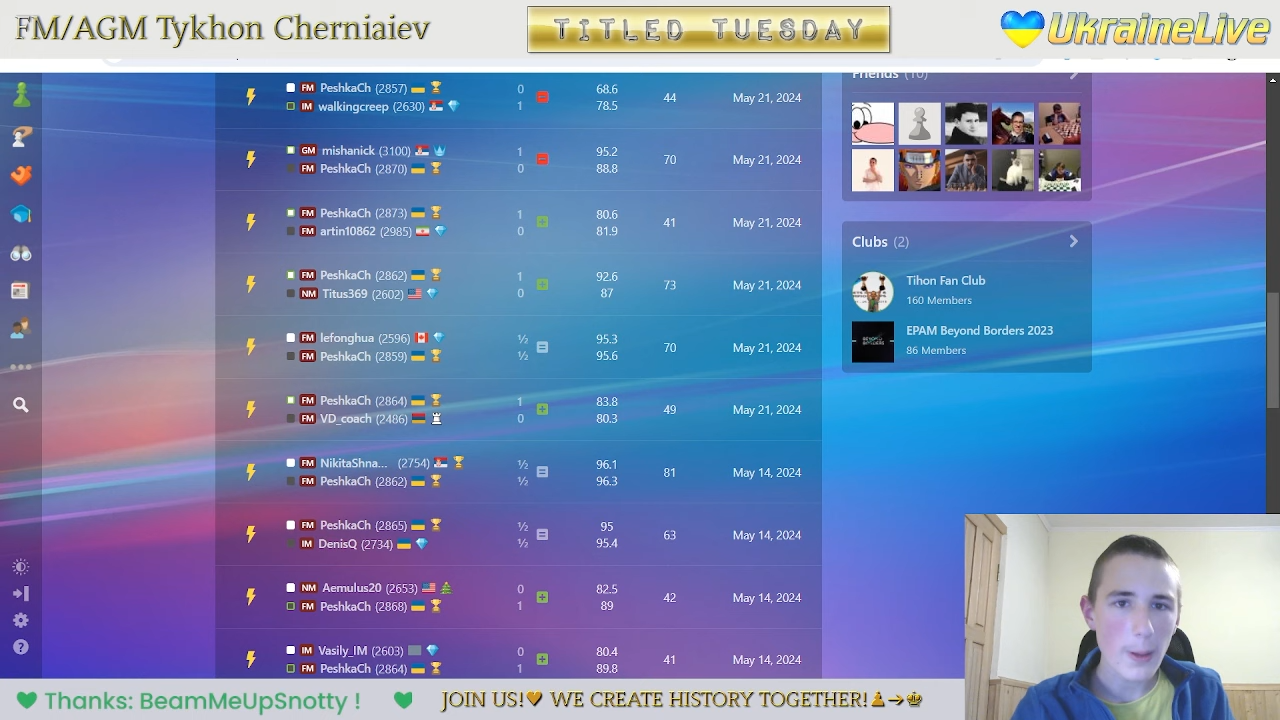 FM/AGM Tykhon Cherniaiev
TITLED TUESDAY
UkraineLive
FM PeshkaCh (2857) 0 68.6
IM walkingcreep (2630) 1 78.5
44 May 21, 2024
GM mishanick (3100) 1 95.2
FM PeshkaCh (2870) 0 88.8
70 May 21, 2024
FM PeshkaCh (2873) 1 80.6
FM artin10862 (2985) 0 81.9
41 May 21, 2024
FM PeshkaCh (2862) 1 92.6
NM Titus369 (2602) 0 87
73 May 21, 2024
FM lefonghua (2596) ½ 95.3
FM PeshkaCh (2859) ½ 95.6
70 May 21, 2024
FM PeshkaCh (2864) 1 83.8
FM VD_coach (2486) 0 80.3
49 May 21, 2024
FM NikitaShna... (2754) ½ 96.1
FM PeshkaCh (2862) ½ 96.3
81 May 14, 2024
FM PeshkaCh (2865) ½ 95
IM DenisQ (2734) ½ 95.4
63 May 14, 2024
NM Aemulus20 (2653) 0 82.5
FM PeshkaCh (2868) 1 89
42 May 14, 2024
IM Vasily_IM (2603) 0 80.4
FM PeshkaCh (2864) 1 89.8
41 May 14, 2024
Friends (10)
Clubs (2)
Tihon Fan Club
160 Members
EPAM Beyond Borders 2023
86 Members
Thanks: BeamMeUpSnotty !
JOIN US! WE CREATE HISTORY TOGETHER!